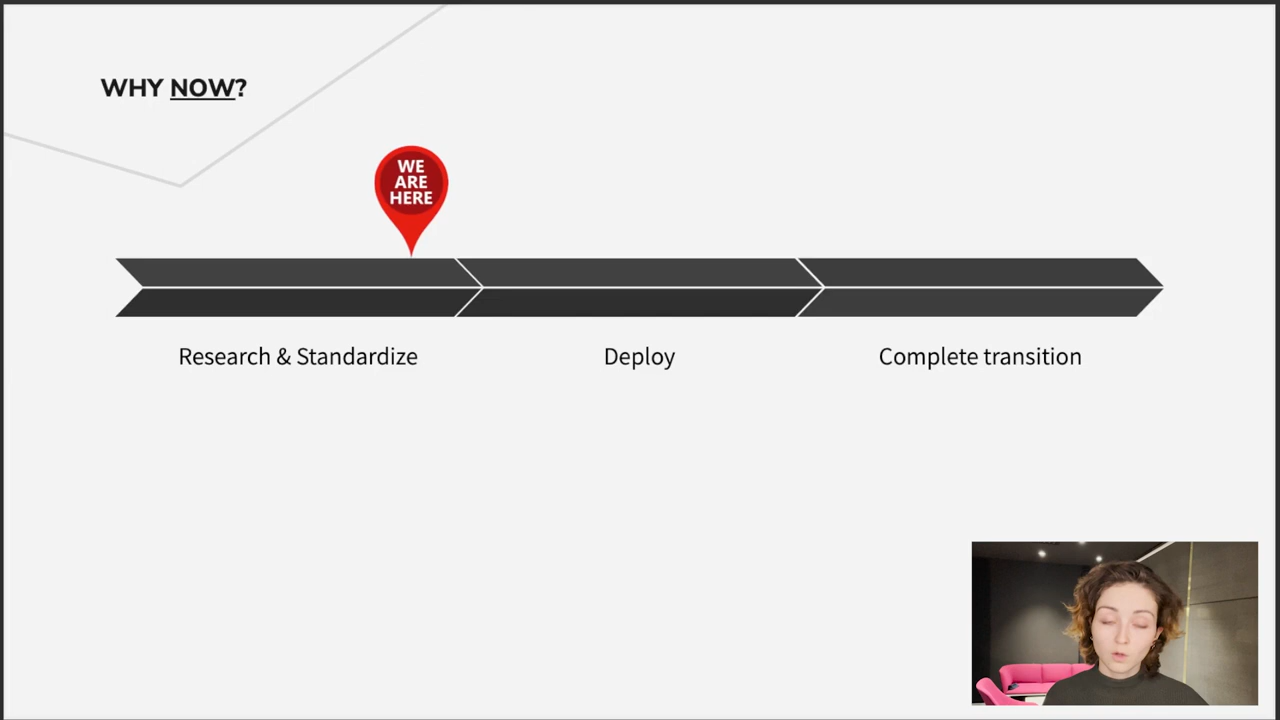 WHY NOW?
WE
ARE
HERE
Research & Standardize
Deploy
Complete transition